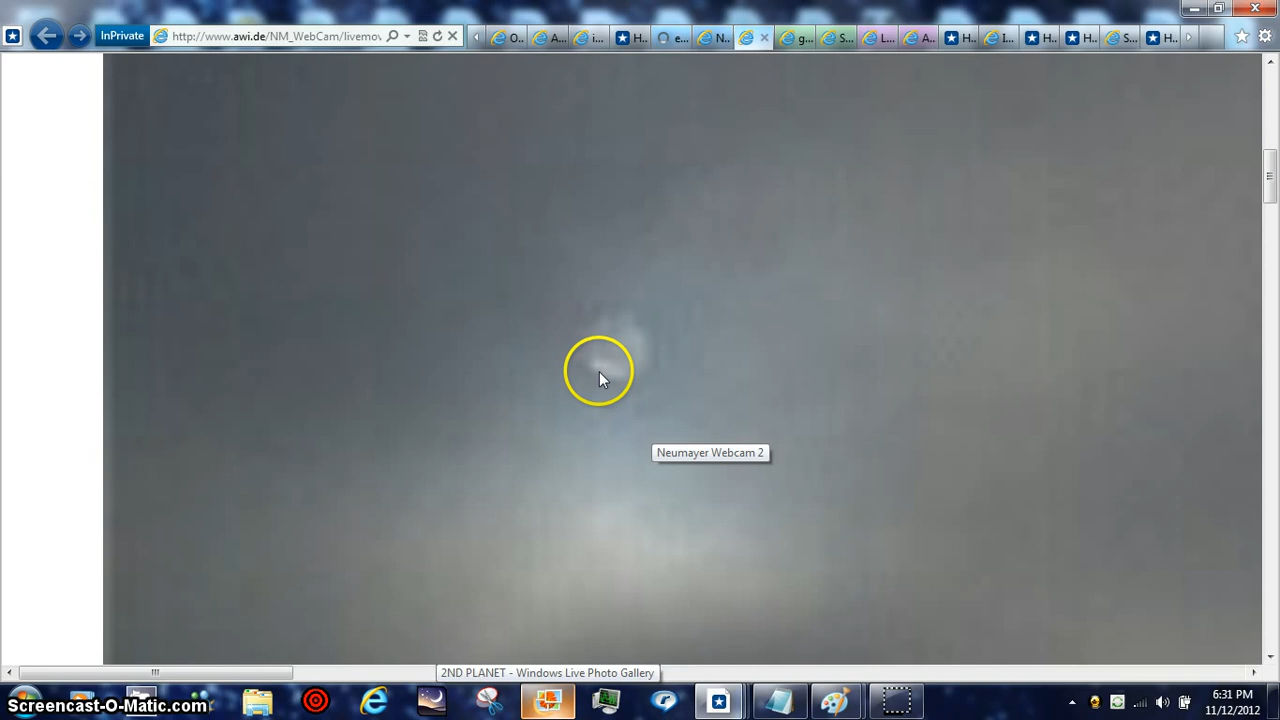 InPrivate
http://www.awi.de/NM_WebCam/livemov
O...
A...
i...
H..
e...
N..
g...
S..
L...
A..
H..
I...
H..
H..
S..
H..
Neumayer Webcam 2
2ND PLANET - Windows Live Photo Gallery
Screencast-O-Matic.com
6:31 PM
11/12/2012